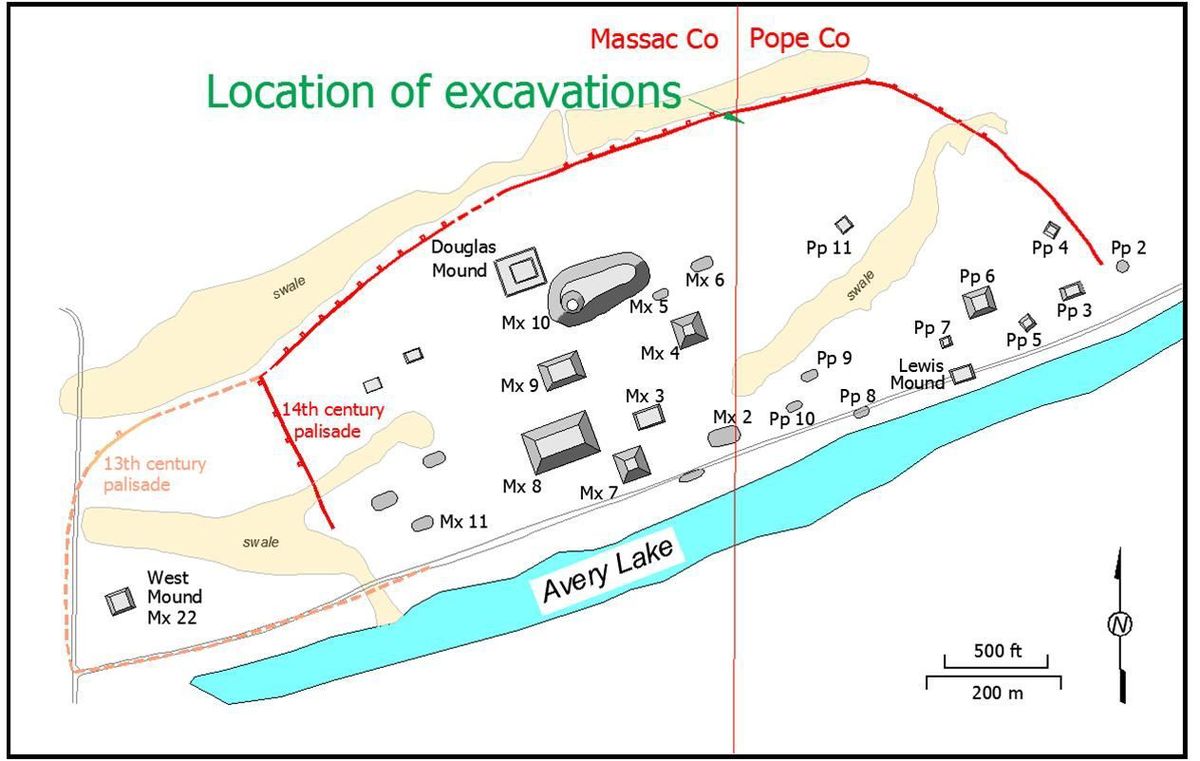 Massac Co
Pope Co
Location of excavations
swale
Douglas
Mound
Mx 10
Mx 5
Mx 6
Mx 4
Pp 11
swale
Pp 4
Pp 2
Pp 6
Pp 3
Pp 7
Pp 5
Lewis
Mound
Pp 9
Pp 8
Pp 10
Mx 9
Mx 3
Mx 2
Mx 8
Mx 7
14th century
palisade
13th century
palisade
Mx 11
swale
West
Mound
Mx 22
Avery Lake
N
500 ft
200 m